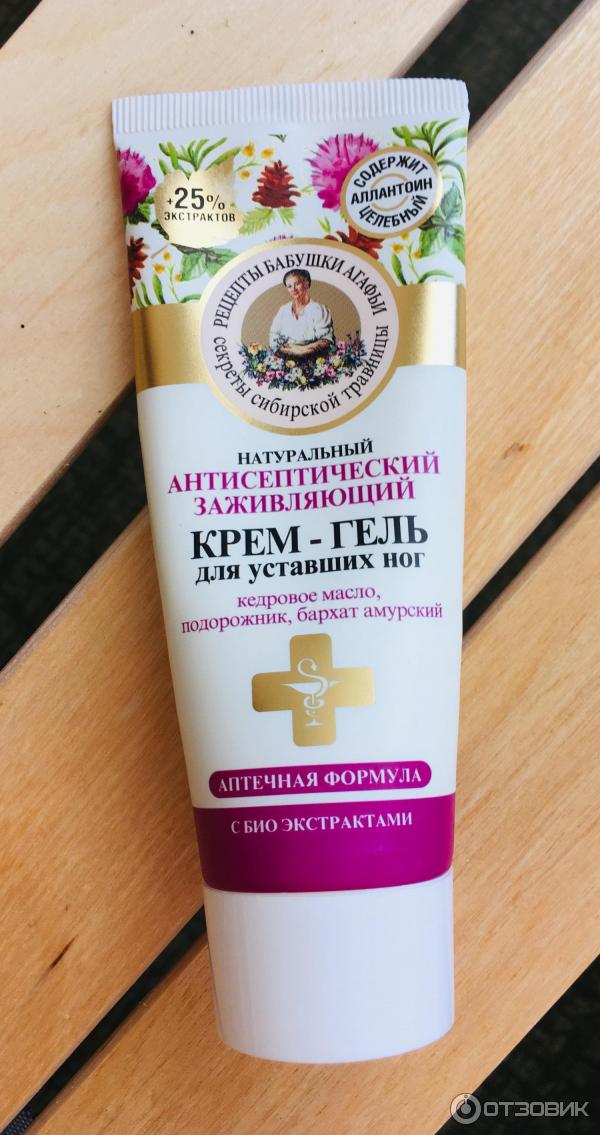 +25%
ЭКСТРАКТОВ
СОДЕРЖИТ
АЛЛАНТОИН
ЦЕЛЕБНЫЙ
РЕЦЕПТЫ БАБУШКИ АГАФЬИ
секреты сибирской травницы
НАТУРАЛЬНЫЙ
АНТИСЕПТИЧЕСКИЙ
ЗАЖИВЛЯЮЩИЙ
КРЕМ - ГЕЛЬ
для уставших ног
кедровое масло,
подорожник, бархат амурский
АПТЕЧНАЯ ФОРМУЛА
С БИО ЭКСТРАКТАМИ
ОТЗОВИК